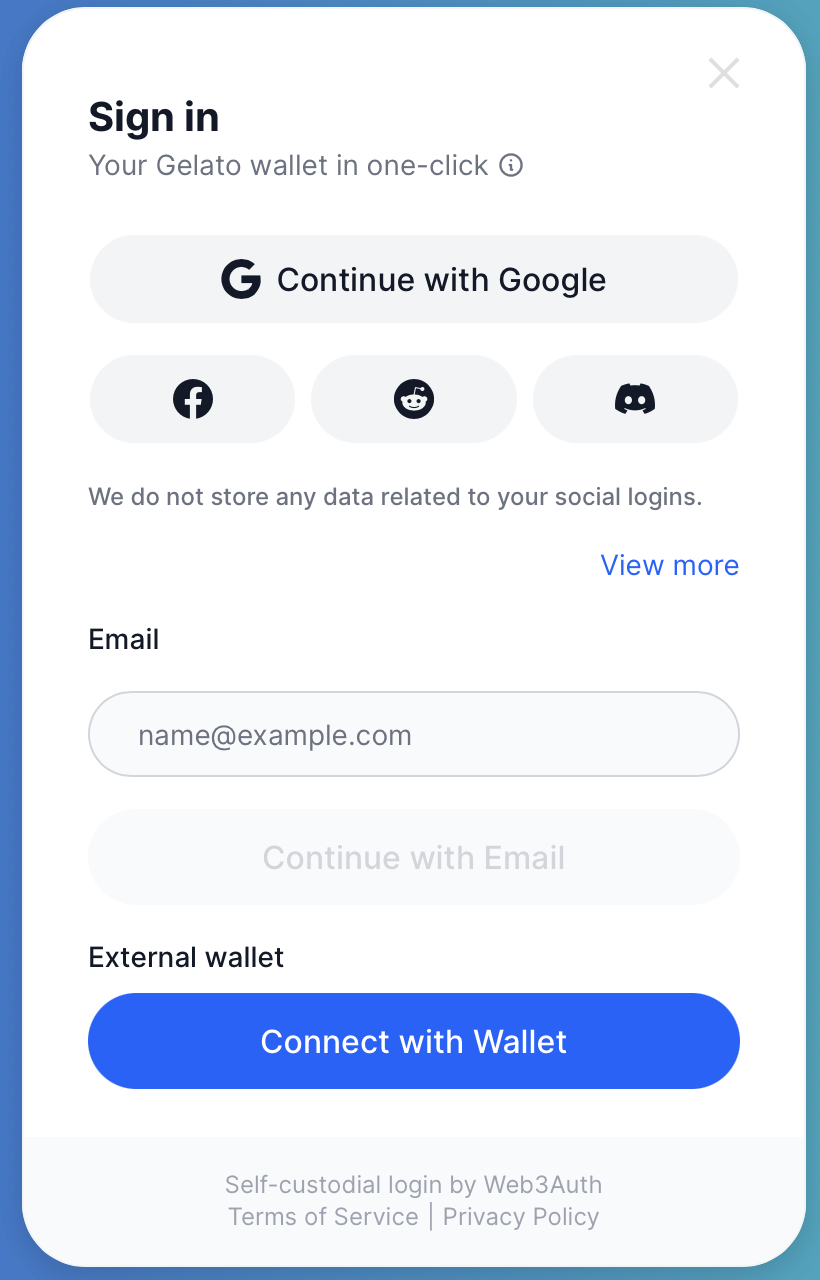 Sign in
Your Gelato wallet in one-click
Continue with Google
We do not store any data related to your social logins.
View more
Email
name@example.com
Continue with Email
External wallet
Connect with Wallet
Self-custodial login by Web3Auth
Terms of Service | Privacy Policy